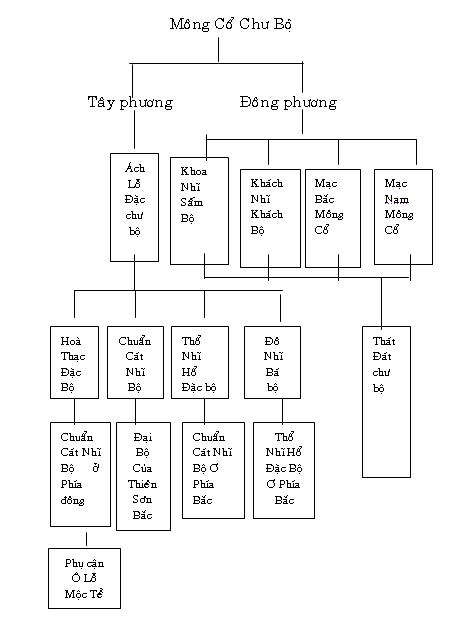 Mông Cổ Chư Bộ
Tây phương
Đông phương
Ách
Lỗ
Đặc
chư
bộ
Khoa
Nhĩ
Sấm
Bộ
Khách
Nhĩ
Khách
Bộ
Mạc
Bắc
Mông
Cổ
Mạc
Nam
Mông
Cổ
Hoà
Thạc
Đặc
Bộ
Chuẩn
Cát
Nhĩ
Bộ
Thổ
Nhĩ
Hổ
Đặc bộ
Đỗ
Nhĩ
Bá
bộ
Thất
Đát
chư
bộ
Chuẩn
Cát Nhĩ
Bộ ở
Phía
đông
Đại
Bộ
Của
Thiên
Sơn
Bắc
Chuẩn
Cát Nhĩ
Bộ Ơ
Phía
Bắc
Thổ
Nhĩ Hổ
Đặc Bộ
Ơ Phía
Bắc
Phụ cận
Ô Lỗ
Mộc Tề